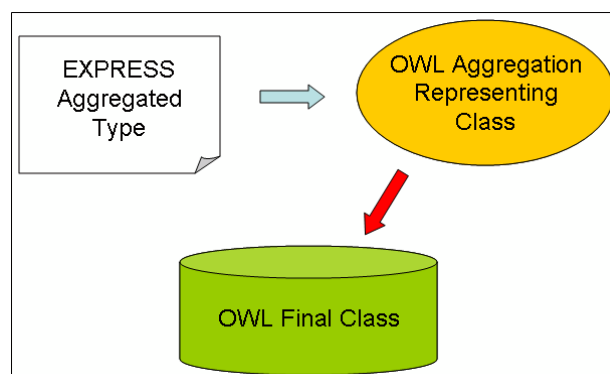 EXPRESS
Aggregated
Type
OWL Aggregation
Representing
Class
OWL Final Class